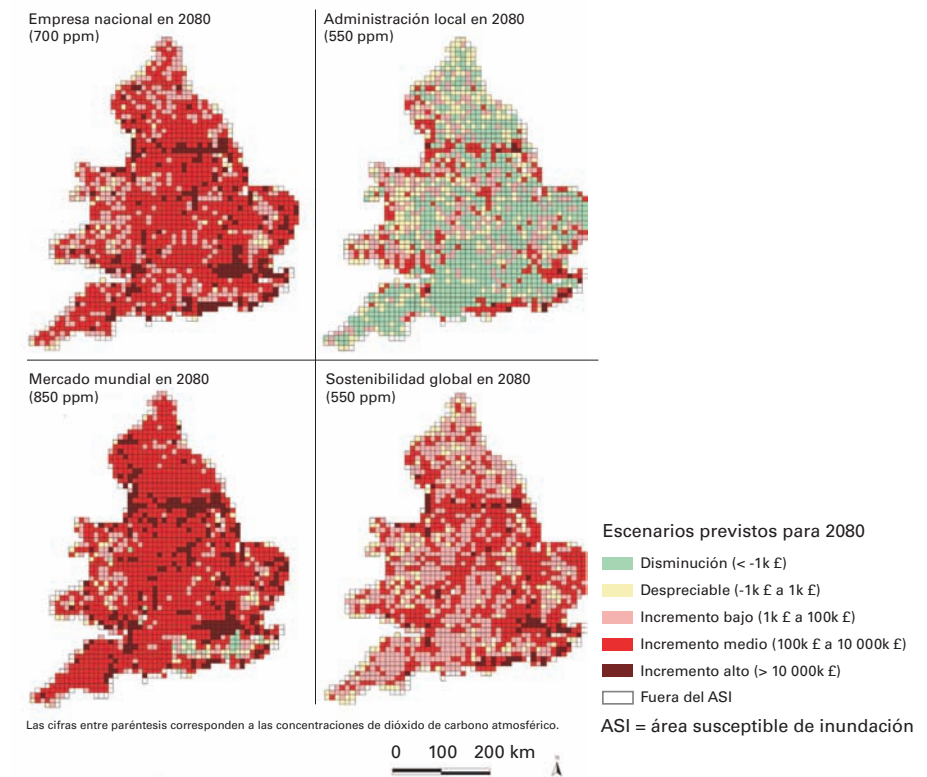 Empresa nacional en 2080
(700 ppm)
Administración local en 2080
(550 ppm)
Mercado mundial en 2080
(850 ppm)
Sostenibilidad global en 2080
(550 ppm)
Escenarios previstos para 2080
Disminución (< -1k £)
Despreciable (-1k £ a 1k £)
Incremento bajo (1k £ a 100k £)
Incremento medio (100k £ a 10 000k £)
Incremento alto (> 10 000k £)
Fuera del ASI
ASI = área susceptible de inundación
Las cifras entre paréntesis corresponden a las concentraciones de dióxido de carbono atmosférico.
0 100 200 km